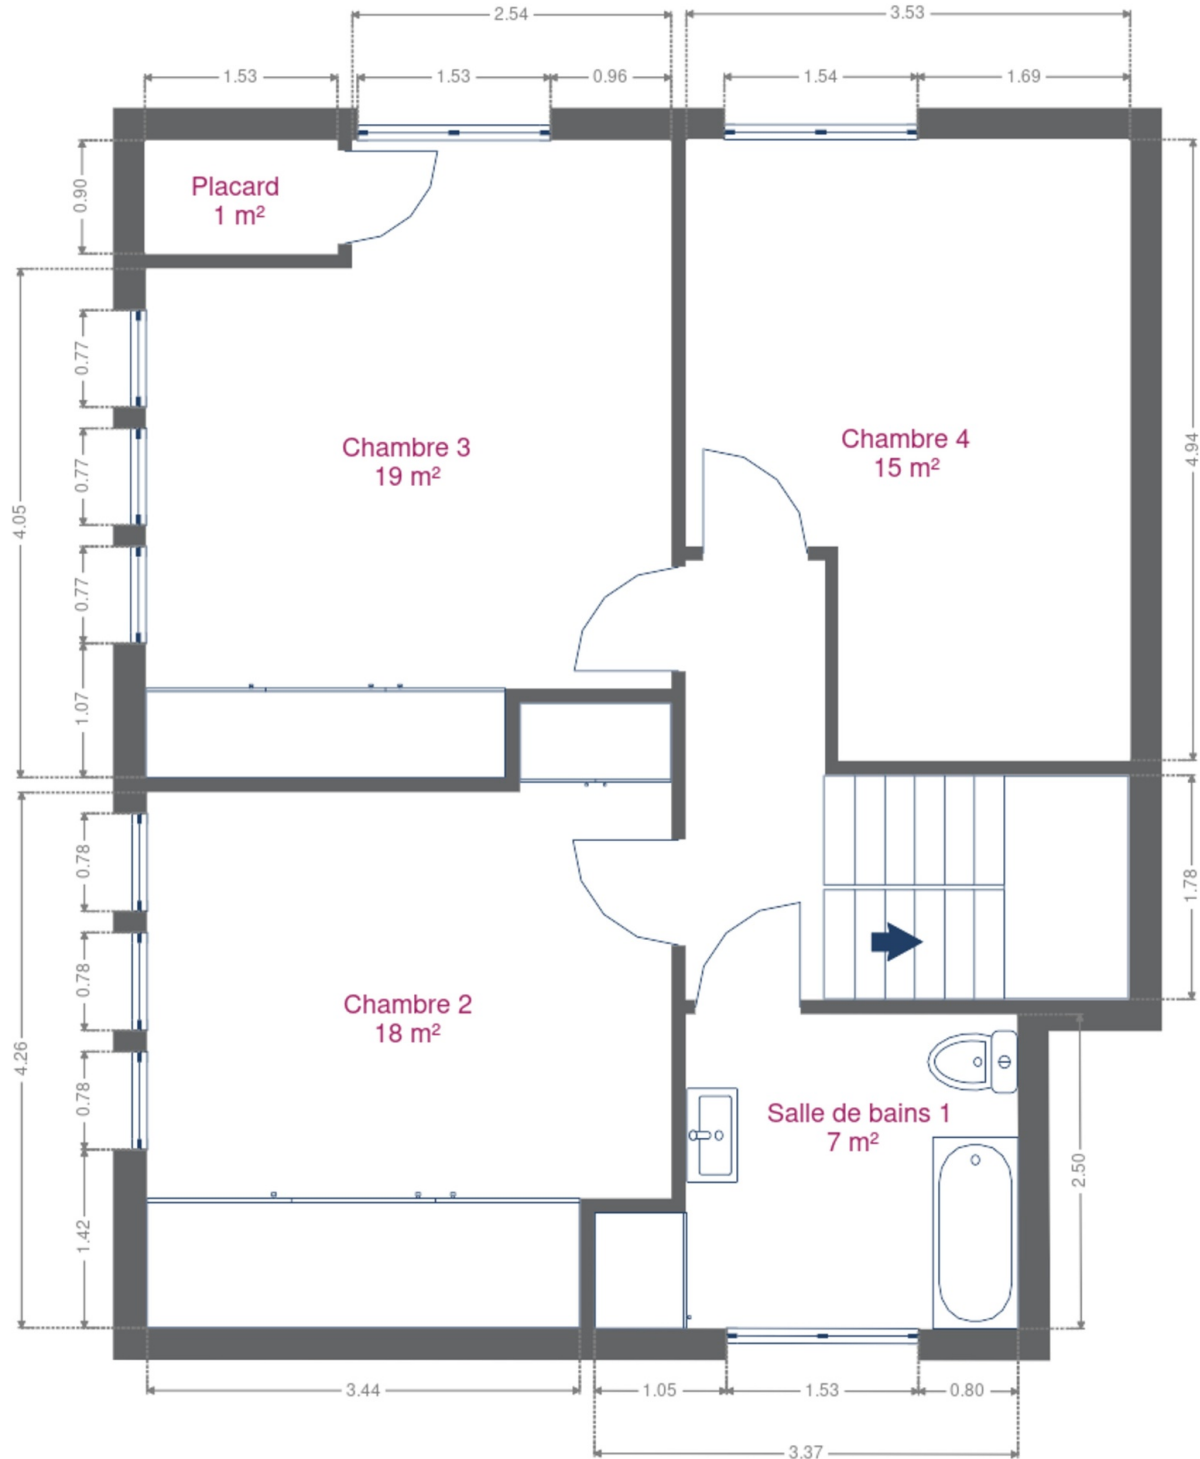 2.54
3.53
1.53
1.53
0.96
1.54
1.69
0.90
Placard
1 m²
0.77
Chambre 3
19 m²
Chambre 4
15 m²
4.94
0.77
4.05
0.77
1.07
0.78
1.78
0.78
Chambre 2
18 m²
4.26
0.78
Salle de bains 1
7 m²
2.50
1.42
3.44
1.05
1.53
0.80
3.37